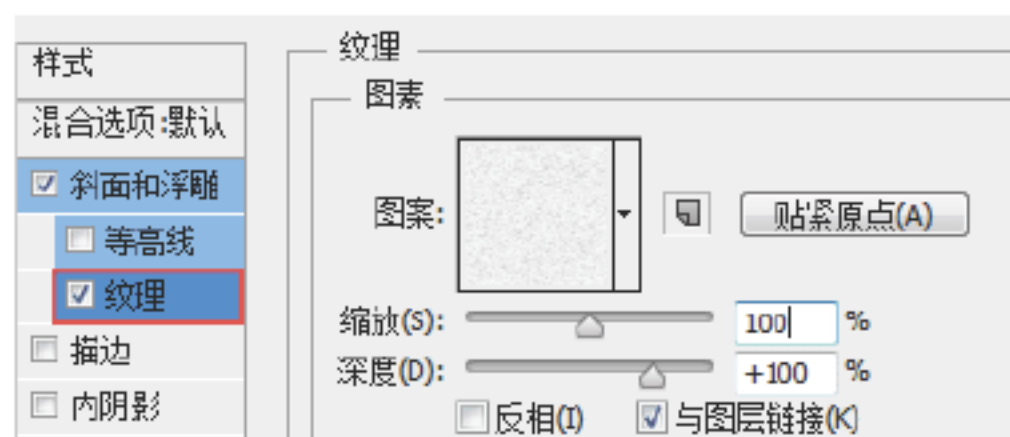 样式
混合选项:默认
斜面和浮雕
等高线
纹理
描边
内阴影
纹理
图素
图案:
贴紧原点(A)
缩放(S): 100 %
深度(D): +100 %
反相(I) 与图层链接(K)